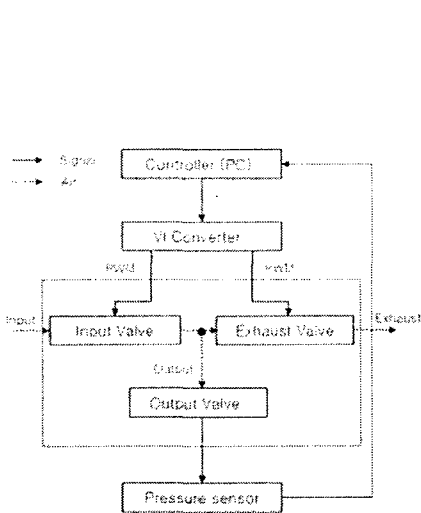 Signal
Air
Controller (PC)
VI Converter
PWM
PWM
Input
Input Valve
Exhaust Valve
Exhaust
Output
Output Valve
Pressure sensor